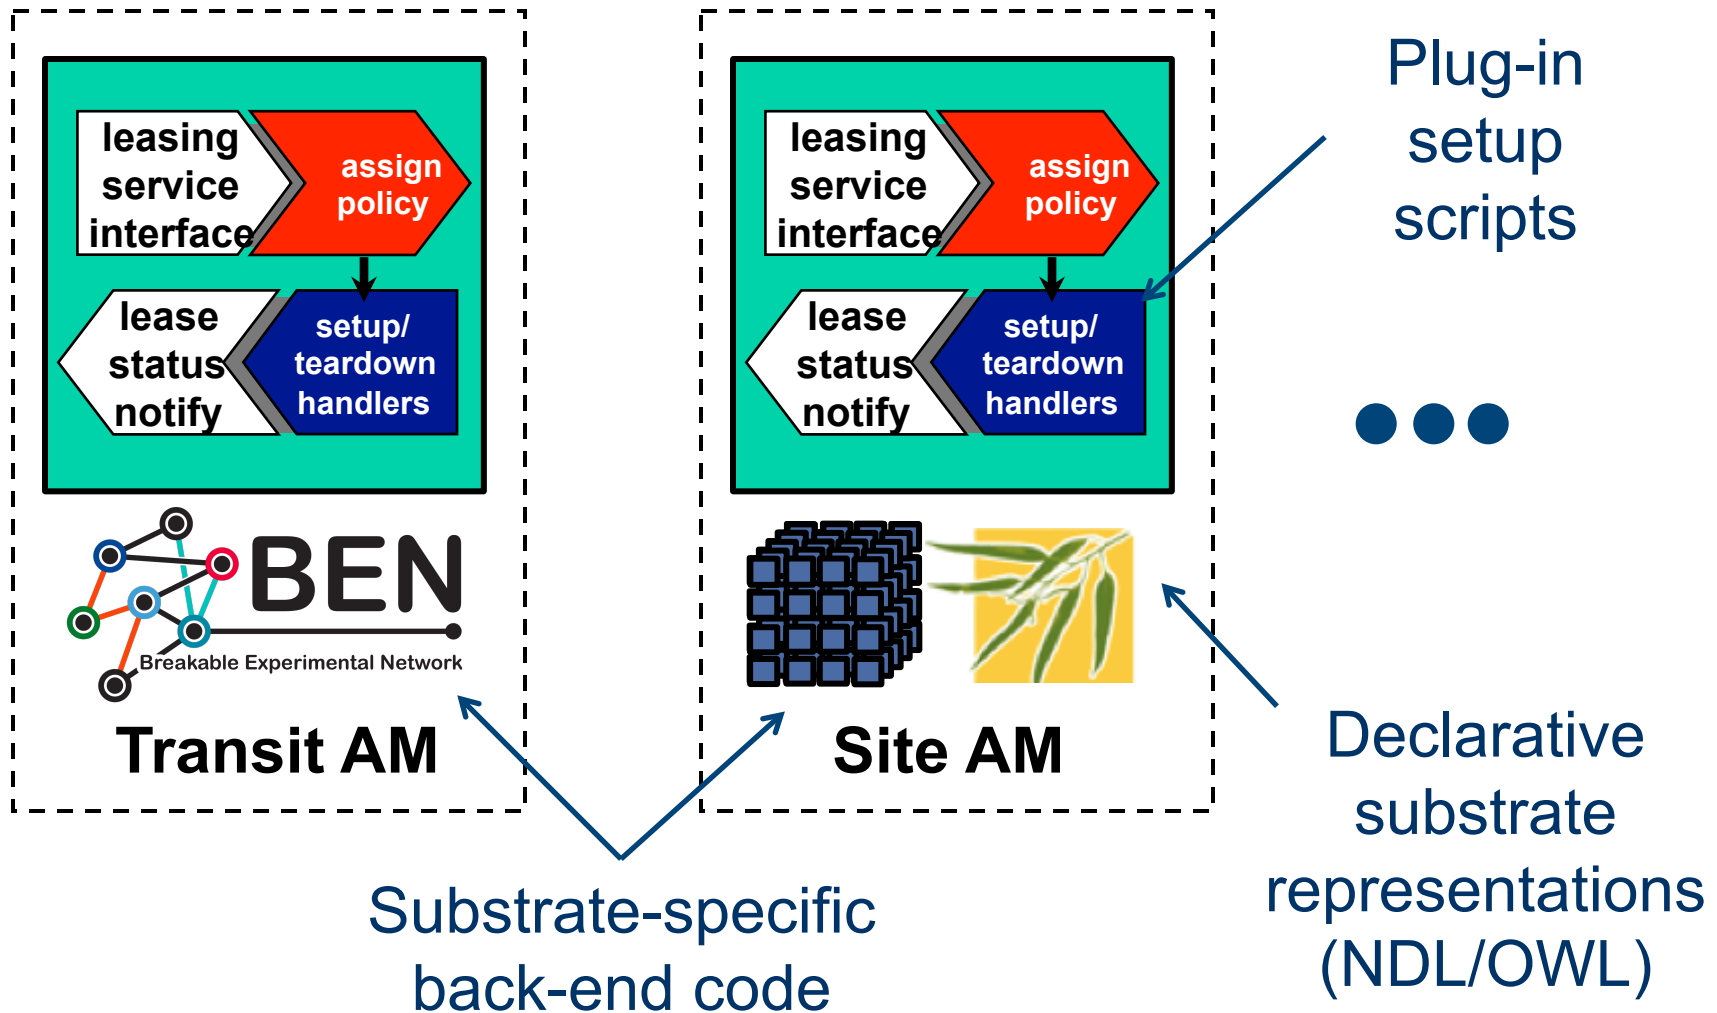 leasing
service
interface
assign
policy
lease
status
notify
setup/
teardown
handlers
BEN
Breakable Experimental Network
Transit AM
leasing
service
interface
assign
policy
lease
status
notify
setup/
teardown
handlers
Site AM
Plug-in
setup
scripts
Declarative
substrate
representations
(NDL/OWL)
Substrate-specific
back-end code